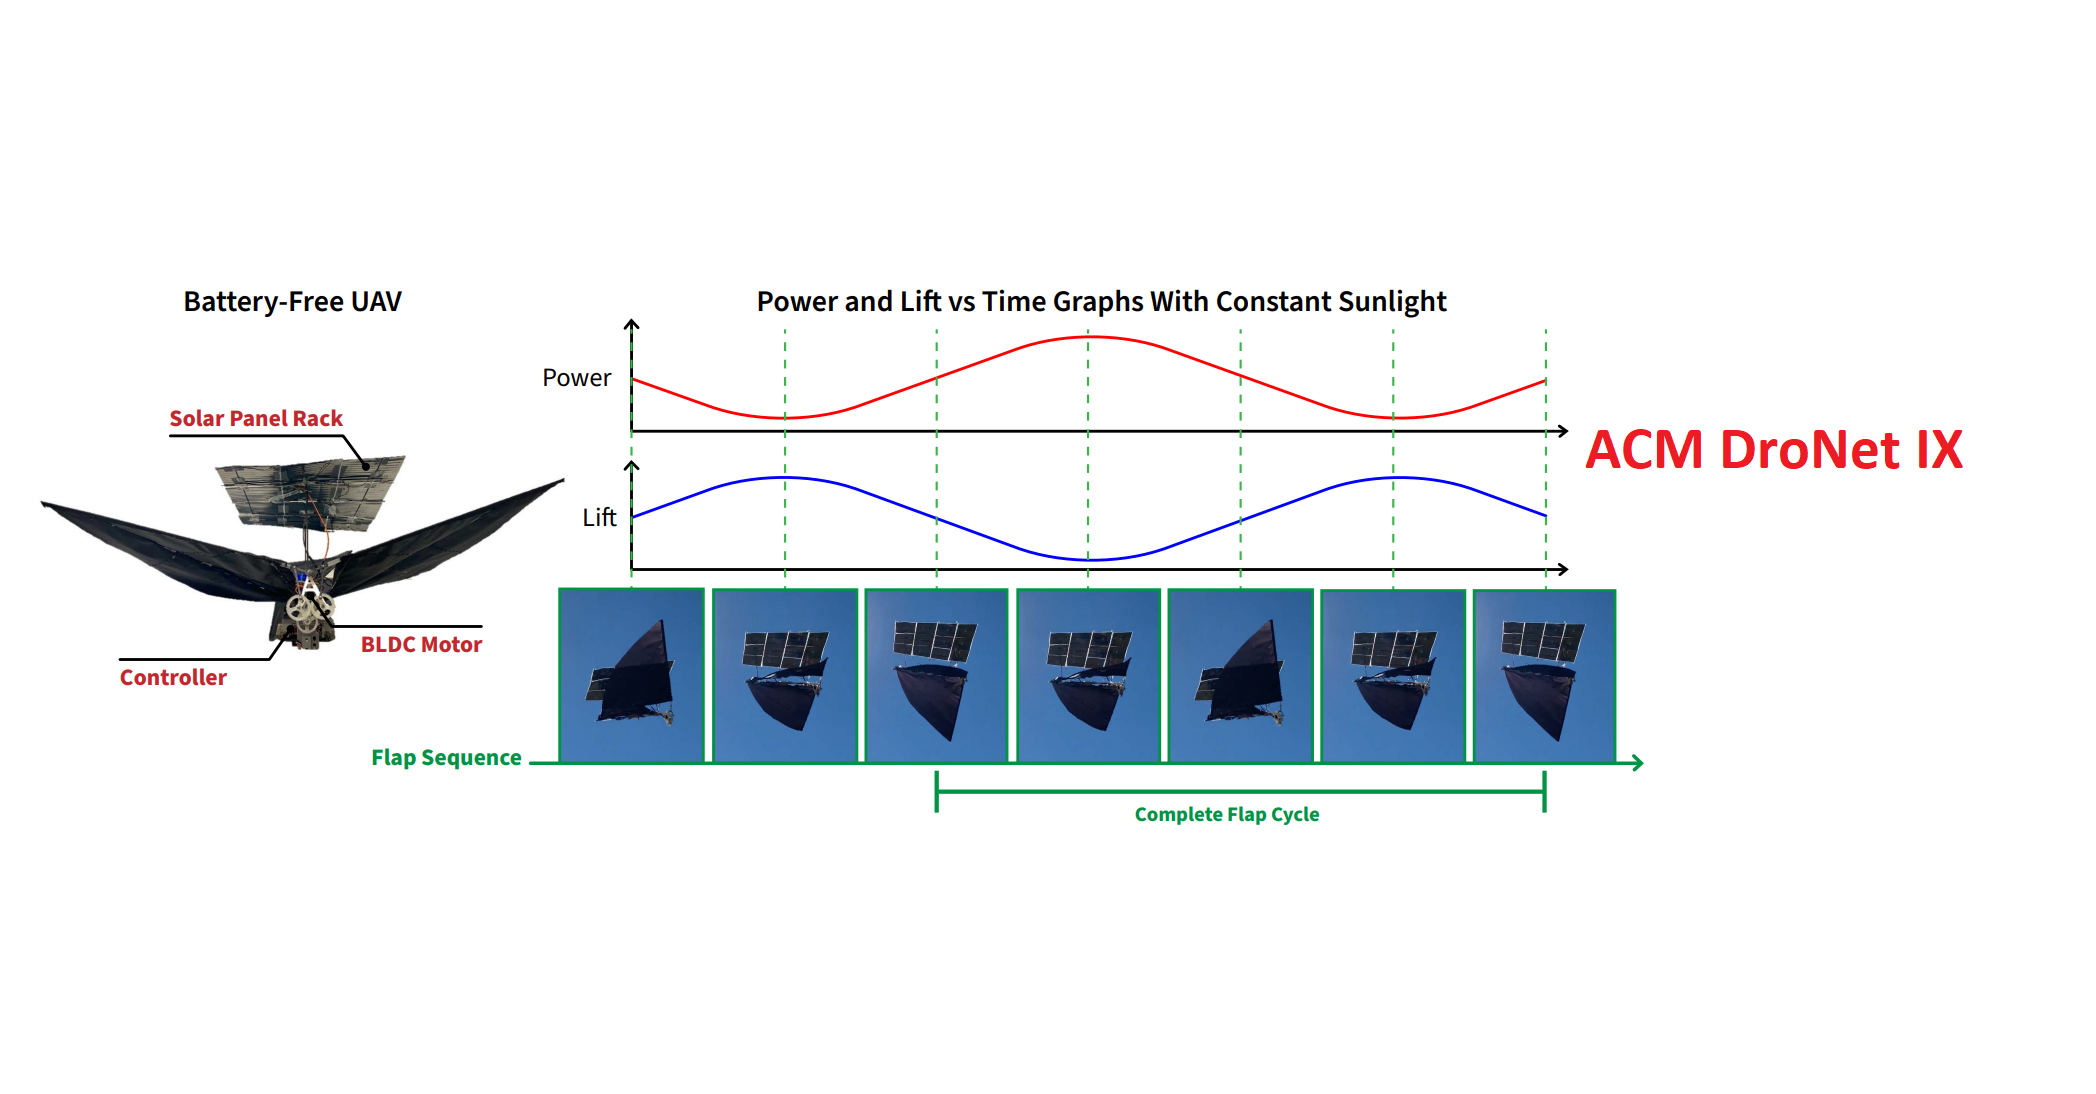 Battery-Free UAV
Solar Panel Rack
BLDC Motor
Controller
Power and Lift vs Time Graphs With Constant Sunlight
Power
Lift
Flap Sequence
Complete Flap Cycle
ACM DroNet IX